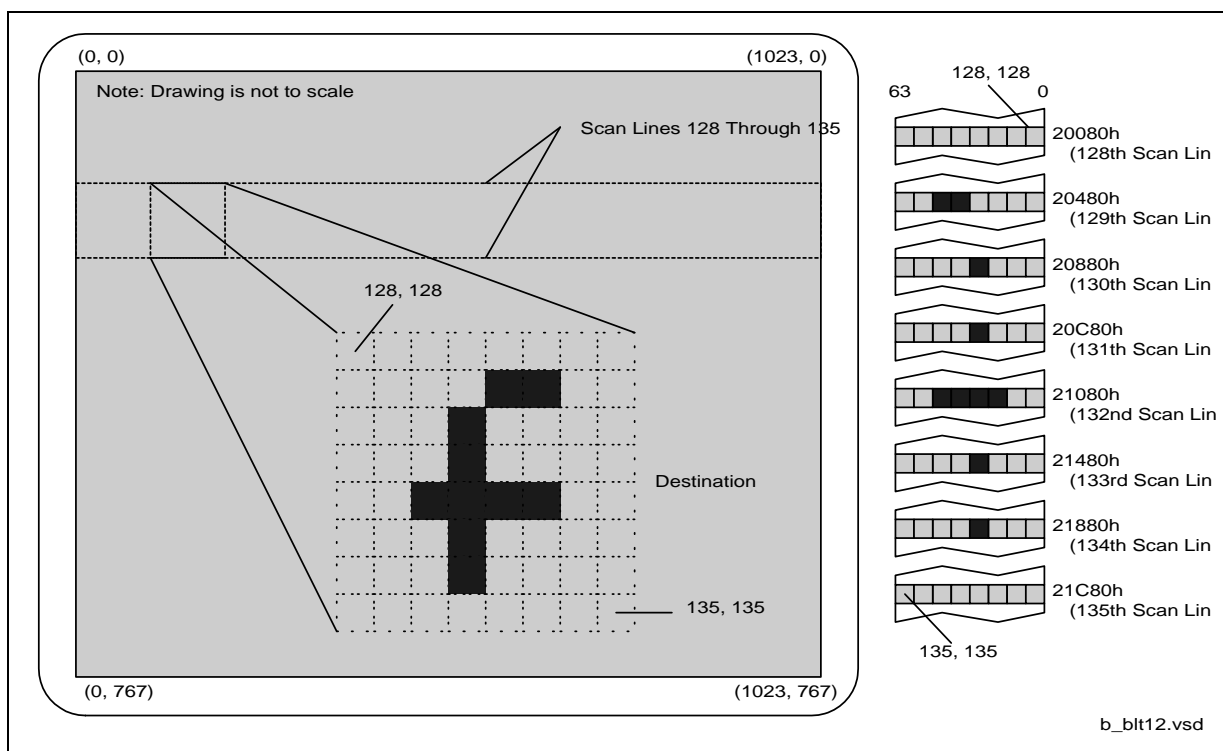 (0, 0)
(1023, 0)
Note: Drawing is not to scale
Scan Lines 128 Through 135
128, 128
Destination
135, 135
(0, 767)
(1023, 767)
128, 128
63
0
20080h
(128th Scan Lin
20480h
(129th Scan Lin
20880h
(130th Scan Lin
20C80h
(131th Scan Lin
21080h
(132nd Scan Lin
21480h
(133rd Scan Lin
21880h
(134th Scan Lin
21C80h
(135th Scan Lin
135, 135
b_blt12.vsd